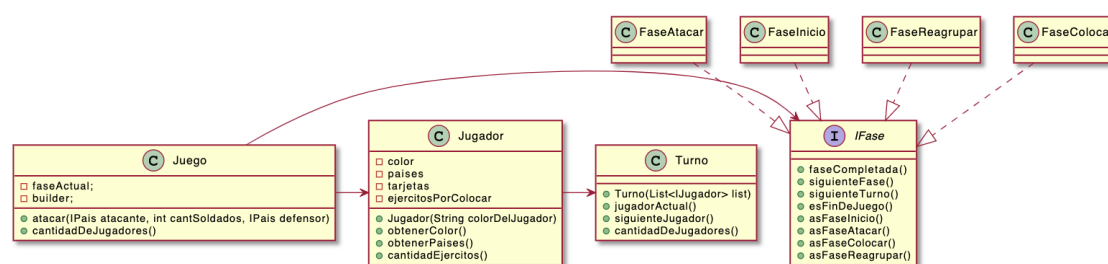 C FaseAtacar
C FaseInicio
C FaseReagrupar
C FaseColoca
C Juego
faseActual;
builder;
atacar(IPais atacante, int cantSoldados, IPais defensor)
cantidadDeJugadores()
C Jugador
color
paises
tarjetas
ejercitosPorColocar
Jugador(String colorDelJugador)
obtenerColor()
obtenerPaises()
cantidadEjercitos()
C Turno
Turno(List<IJugador> list)
jugadorActual()
siguienteJugador()
cantidadDeJugadores()
I IFase
faseCompletada()
siguienteFase()
siguienteTurno()
esFinDeJuego()
asFaseInicio()
asFaseAtacar()
asFaseColocar()
asFaseReagrupar()